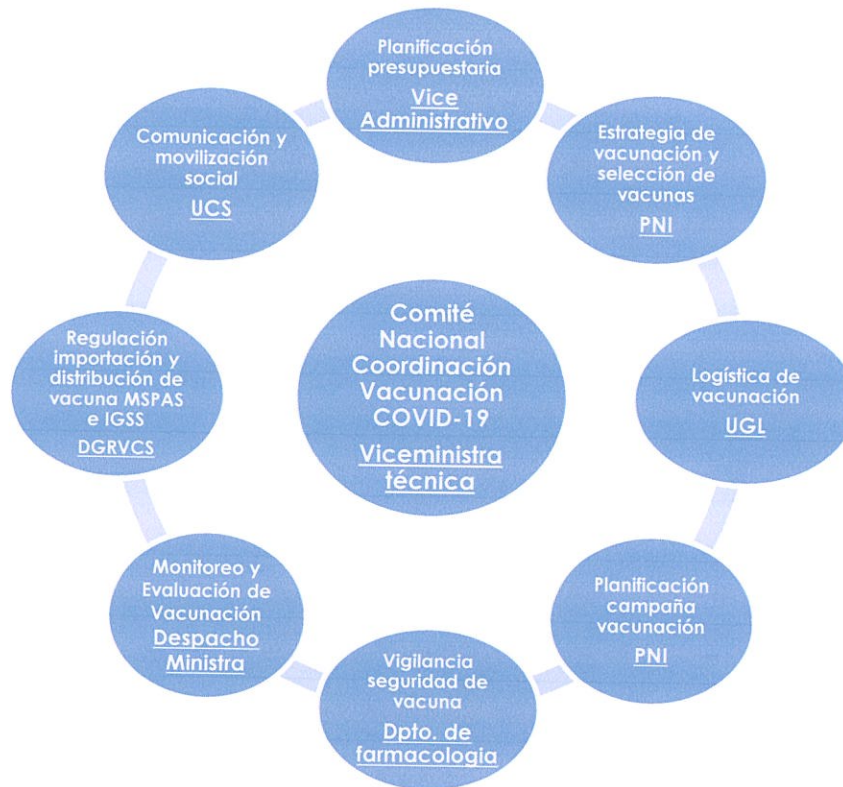 Planificación
presupuestaria
Vice
Administrativo
Estrategia de
vacunación y
selección de
vacunas
PNI
Logística de
vacunación
UGL
Planificación
campaña
vacunación
PNI
Vigilancia
seguridad de
vacuna
Dpto. de
farmacologia
Monitoreo y
Evaluación de
Vacunación
Despacho
Ministra
Regulación
importación y
distribución de
vacuna MSPAS
e IGSS
DGRVCS
Comunicación y
movilización
social
UCS
Comité
Nacional
Coordinación
Vacunación
COVID-19
Viceministra
técnica